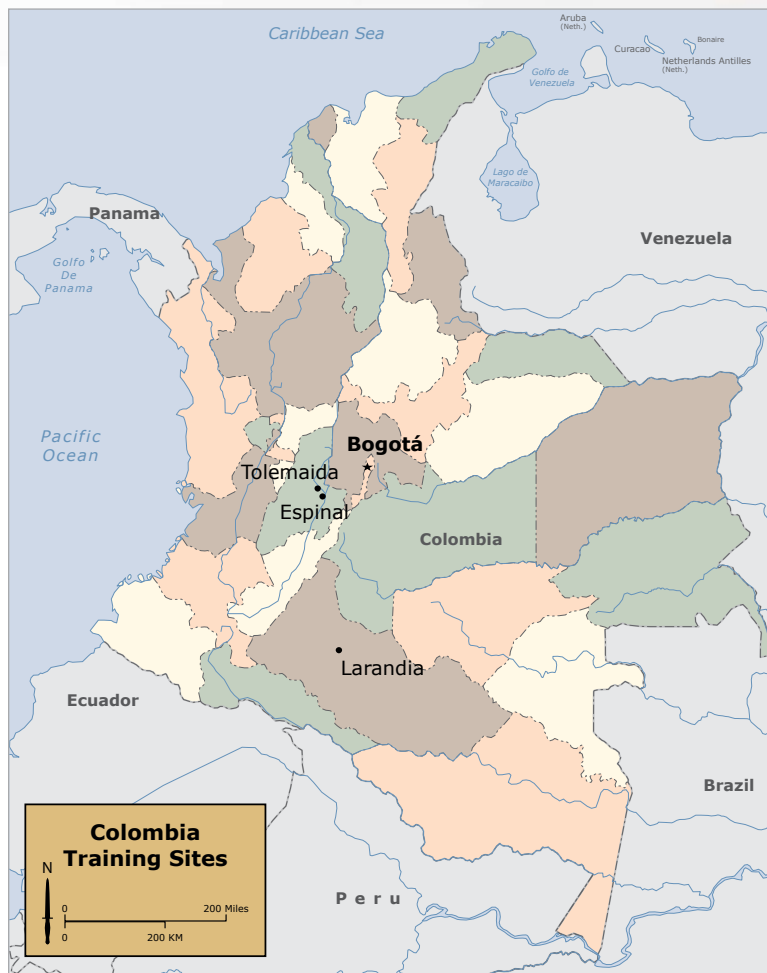 Caribbean Sea
Aruba
(Neth.)
Curacao
Bonaire
Netherlands Antilles
(Neth.)
Golfo de
Venezuela
Lago de
Maracaibo
Panama
Venezuela
Golfo
De
Panama
Pacific
Ocean
Bogotá
Tolemaida
Espinal
Colombia
Larandia
Ecuador
Brazil
Peru
Colombia
Training Sites
N
0 200 Miles
0 200 KM